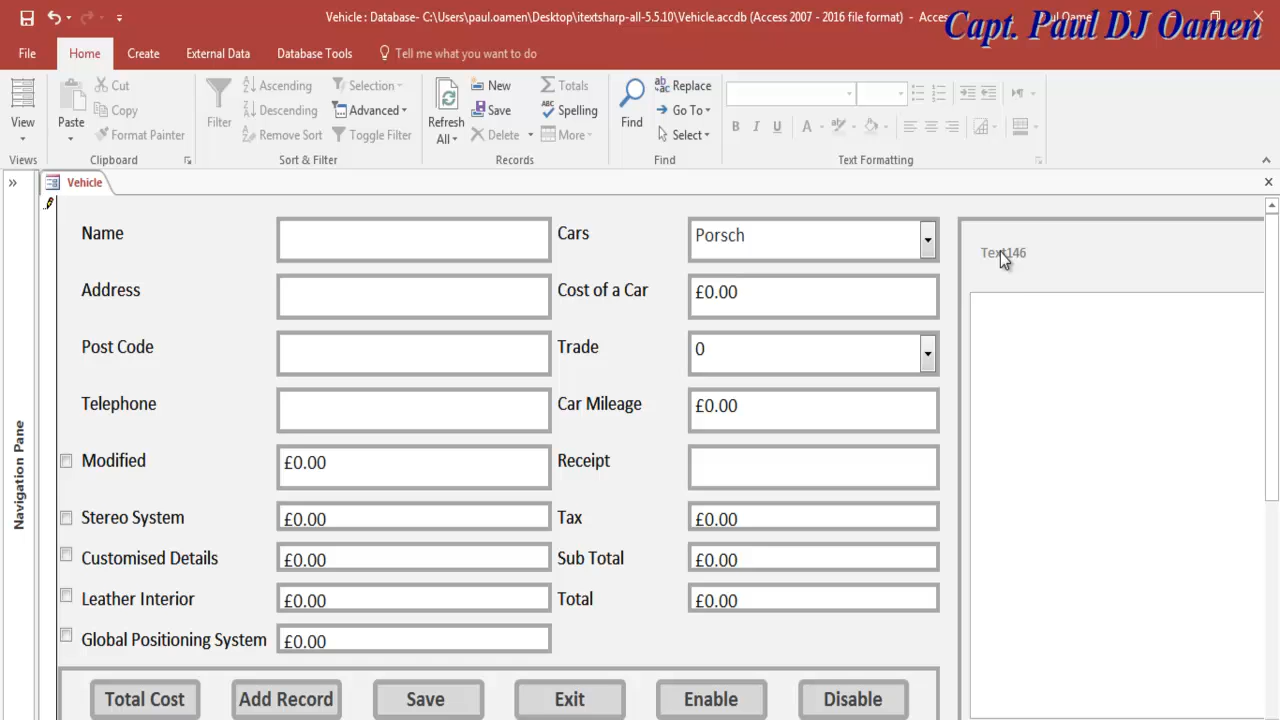 Vehicle : Database- C:\Users\paul.oamen\Desktop\itextsharp-all-5.5.10\Vehicle.accdb (Access 2007 - 2016 file format) -
Capt. Paul DJ Oamen
File Home Create External Data Database Tools Tell me what you want to do
View
Views
Paste
Cut
Copy
Format Painter
Clipboard
Filter
Ascending
Descending
Remove Sort
Selection
Advanced
Toggle Filter
Sort & Filter
Refresh
All
New
Save
Delete
Totals
Spelling
More
Records
Find
Replace
Go To
Select
Find
B I U A
Text Formatting
Vehicle
Navigation Pane
Name Cars Porsch
Text146
Address Cost of a Car £0.00
Post Code Trade 0
Telephone Car Mileage £0.00
Modified £0.00 Receipt
Stereo System £0.00 Tax £0.00
Customised Details £0.00 Sub Total £0.00
Leather Interior £0.00 Total £0.00
Global Positioning System £0.00
Total Cost Add Record Save Exit Enable Disable